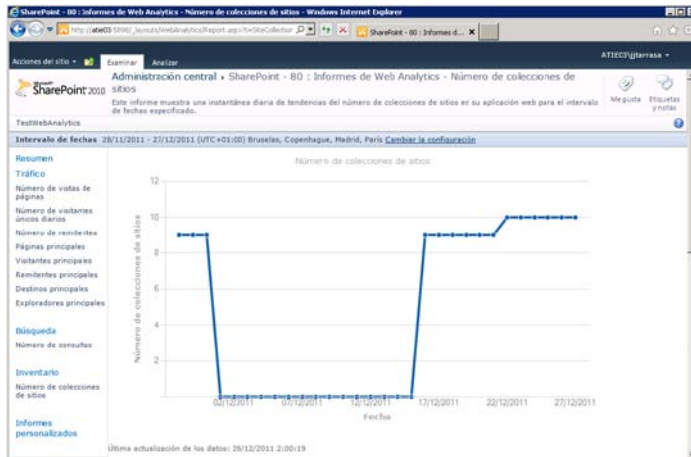 SharePoint - 80 : Informes de Web Analytics - Número de colecciones de sitios - Windows Internet Explorer
SharePoint - 80 : Informes d...
Acciones del sitio
Examinar
Analizar
ATIEC3\jjtarrasa
Microsoft
SharePoint 2010
Administración central SharePoint - 80 : Informes de Web Analytics - Número de colecciones de
sitios
Este informe muestra una instantánea diaria de tendencias del número de colecciones de sitios en su aplicación web para el intervalo
de fechas especificado.
Me gusta
Etiquetas
y notas
TestWebAnalytics
Intervalo de fechas 28/11/2011 - 27/12/2011 (UTC+01:00) Bruselas, Copenhague, Madrid, París Cambiar la configuración
Resumen
Tráfico
Número de vistas de
páginas
Número de visitantes
únicos diarios
Número de remitentes
Páginas principales
Visitantes principales
Remitentes principales
Destinos principales
Exploradores principales
Búsqueda
Número de consultas
Inventario
Número de colecciones
de sitios
Informes
personalizados
Número de colecciones de sitios
Número de colecciones de sitios
12
10
8
6
4
2
02/12/2011
07/12/2011
12/12/2011
17/12/2011
22/12/2011
27/12/2011
Fecha
Última actualización de los datos: 28/12/2011 2:00:19